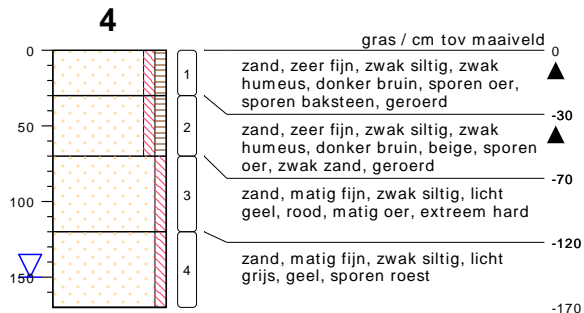 4
gras / cm tov maaiveld
0
0
1
zand, zeer fijn, zwak siltig, zwak
humeus, donker bruin, sporen oer,
sporen baksteen, geroerd
-30
50
2
zand, zeer fijn, zwak siltig, zwak
humeus, donker bruin, beige, sporen
oer, zwak zand, geroerd
-70
100
3
zand, matig fijn, zwak siltig, licht
geel, rood, matig oer, extreem hard
-120
150
4
zand, matig fijn, zwak siltig, licht
grijs, geel, sporen roest
-170